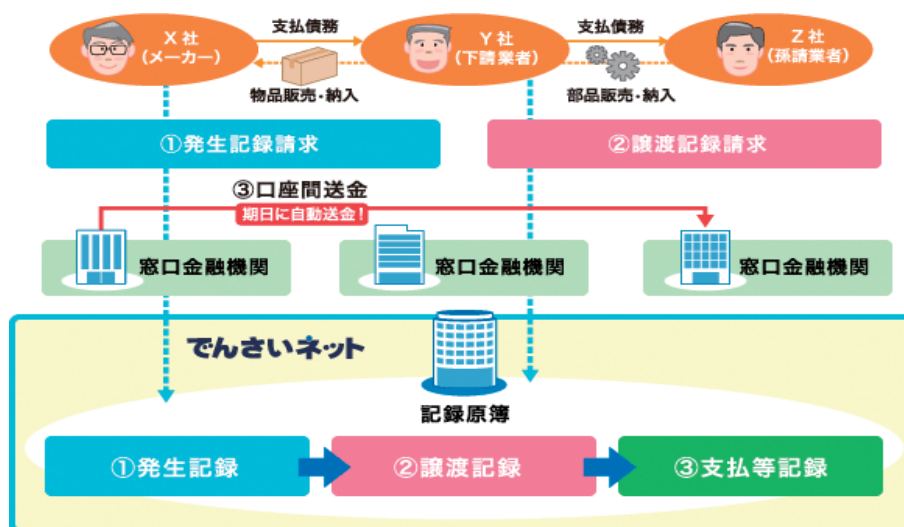 X社
(メーカー)
支払債務
物品販売・納入
Y社
(下請業者)
支払債務
部品販売・納入
Z社
(孫請業者)
①発生記録請求
②譲渡記録請求
③口座間送金
期日に自動送金!
窓口金融機関
窓口金融機関
窓口金融機関
でんさいネット
記録原簿
①発生記録
②譲渡記録
③支払等記録